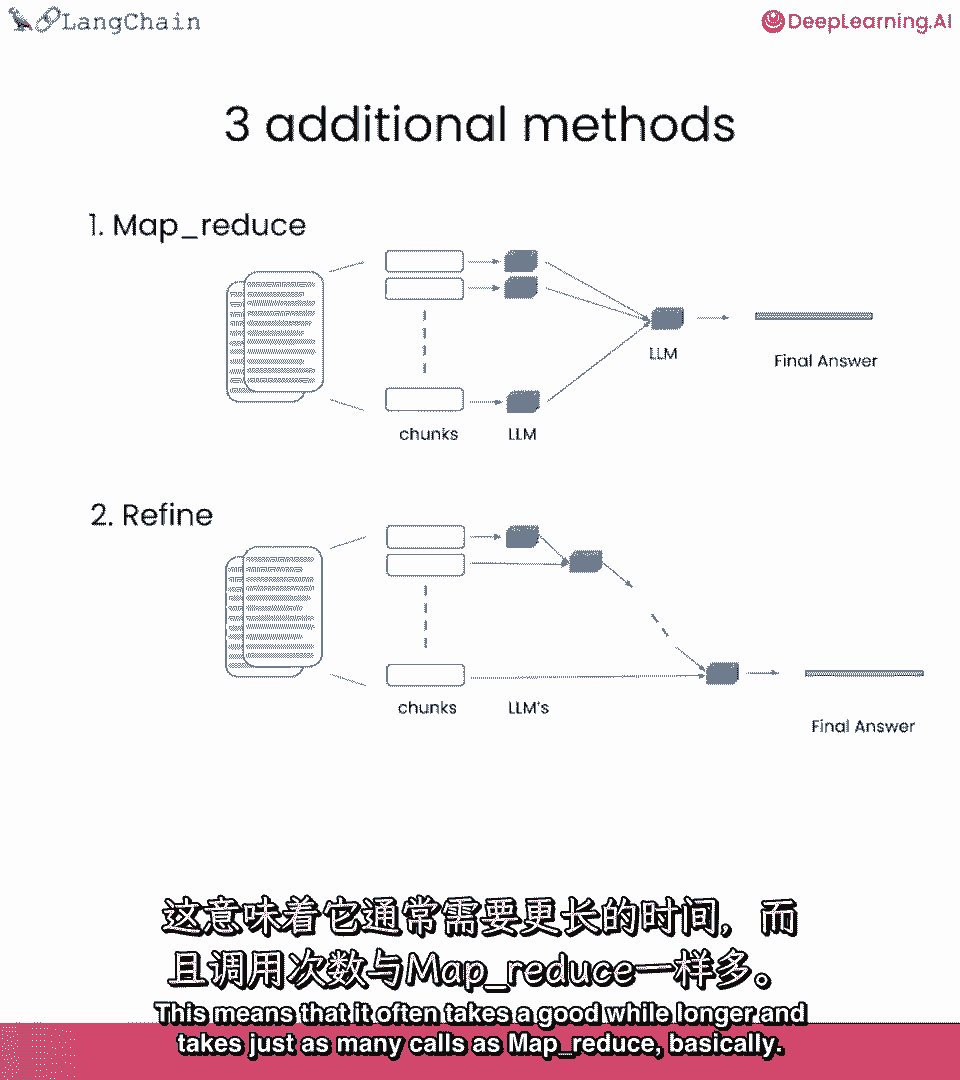 LangChain
DeepLearning.AI
3 additional methods
1. Map_reduce
LLM
Final Answer
chunks
LLM
2. Refine
chunks
LLM's
Final Answer
这意味着它通常需要更长的时间，而
且调用次数与Map_reduce一样多。
This means that it often takes a good while longer and
takes just as many calls as Map_reduce, basically.